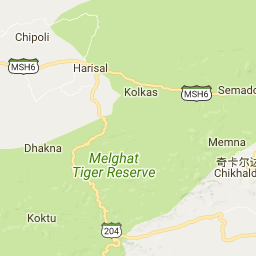 Chipoli
MSH6
Harisal
Kolkas
MSH6
Semado
Memna
Dhakna
Melghat
Tiger Reserve
奇卡尔达
Chikhald
Koktu
204